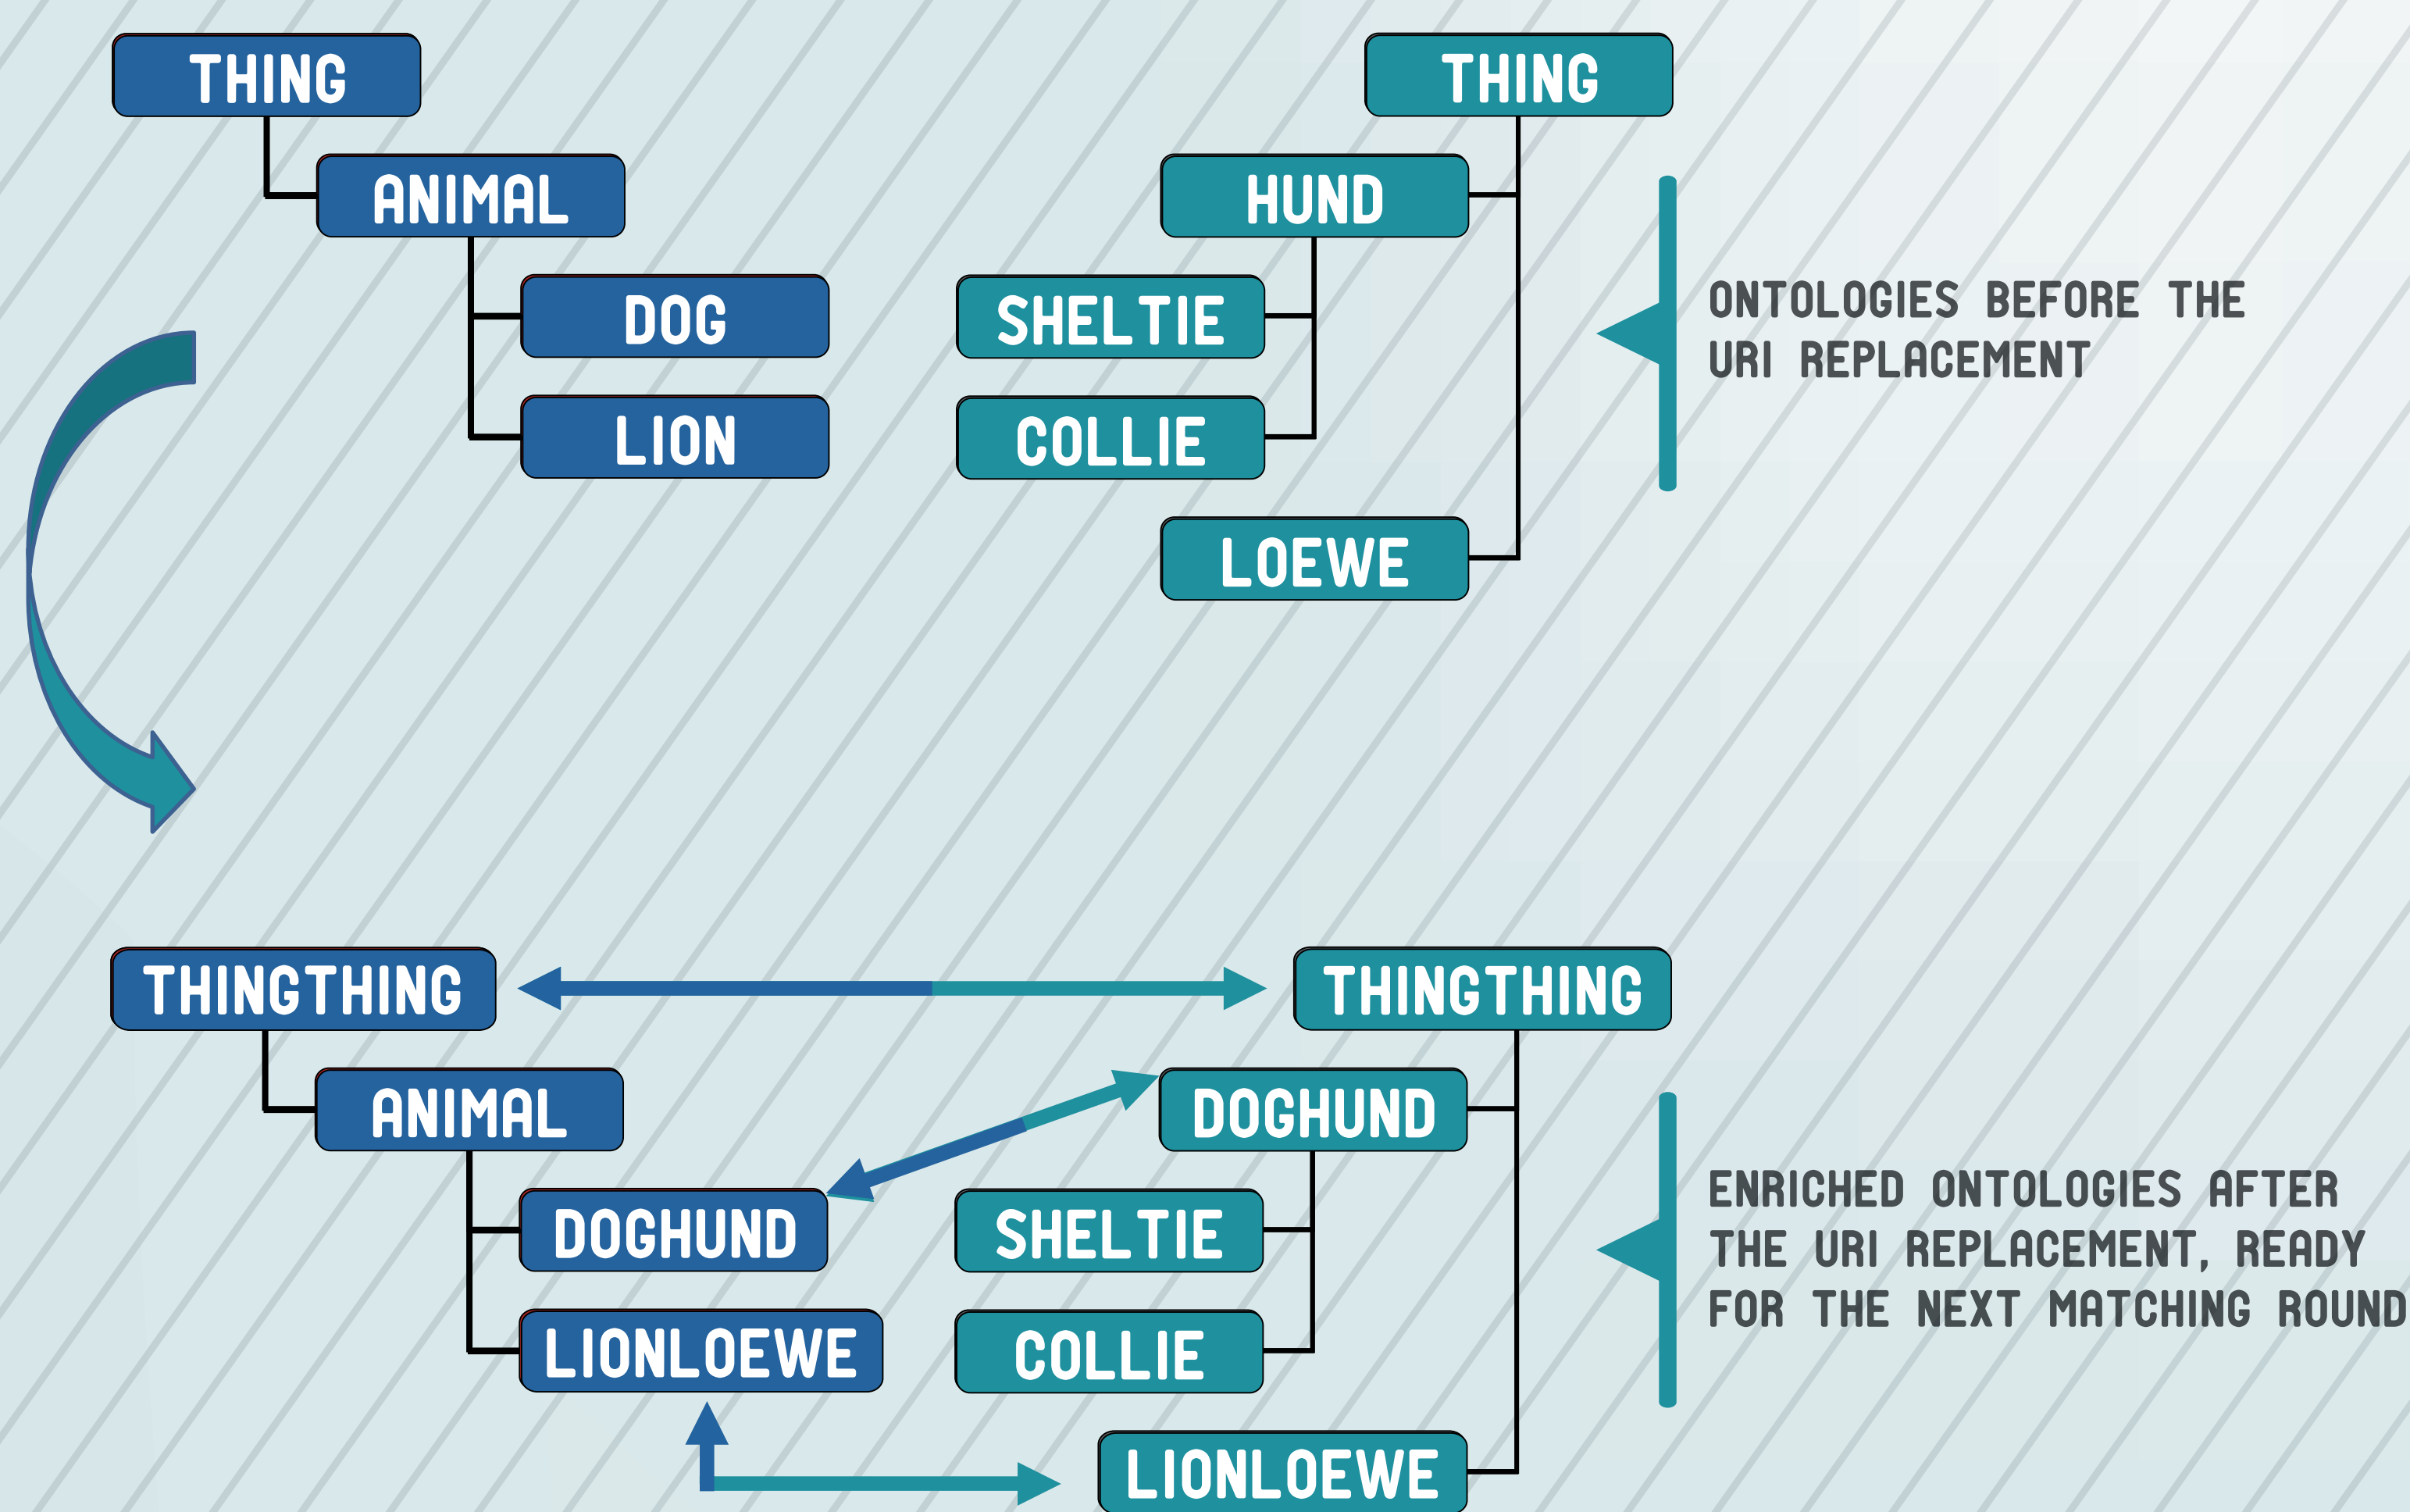 THING
ANIMAL
DOG
LION
THING
HUND
SHELTIE
COLLIE
LOEWE
ONTOLOGIES BEFORE THE
URI REPLACEMENT
THINGTHING
ANIMAL
DOGHUND
LIONLOEWE
THINGTHING
DOGHUND
SHELTIE
COLLIE
LIONLOEWE
ENRICHED ONTOLOGIES AFTER
THE URI REPLACEMENT, READY
FOR THE NEXT MATCHING ROUND